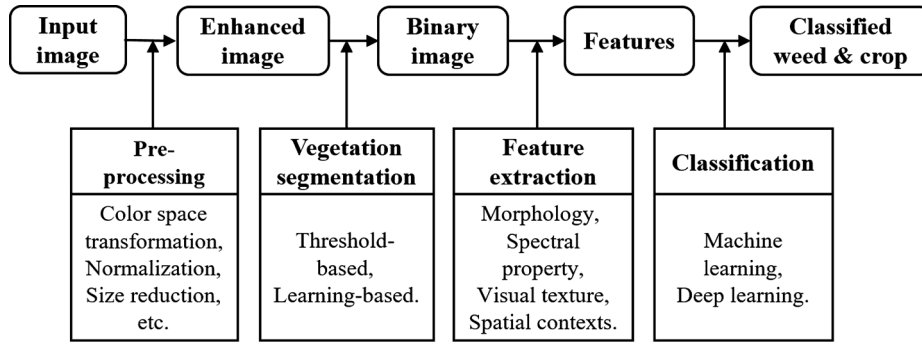 Input
image
Enhanced
image
Binary
image
Features
Classified
weed & crop
Pre-
processing
Color space
transformation,
Normalization,
Size reduction,
etc.
Vegetation
segmentation
Threshold-
based,
Learning-based.
Feature
extraction
Morphology,
Spectral
property,
Visual texture,
Spatial contexts.
Classification
Machine
learning,
Deep learning.